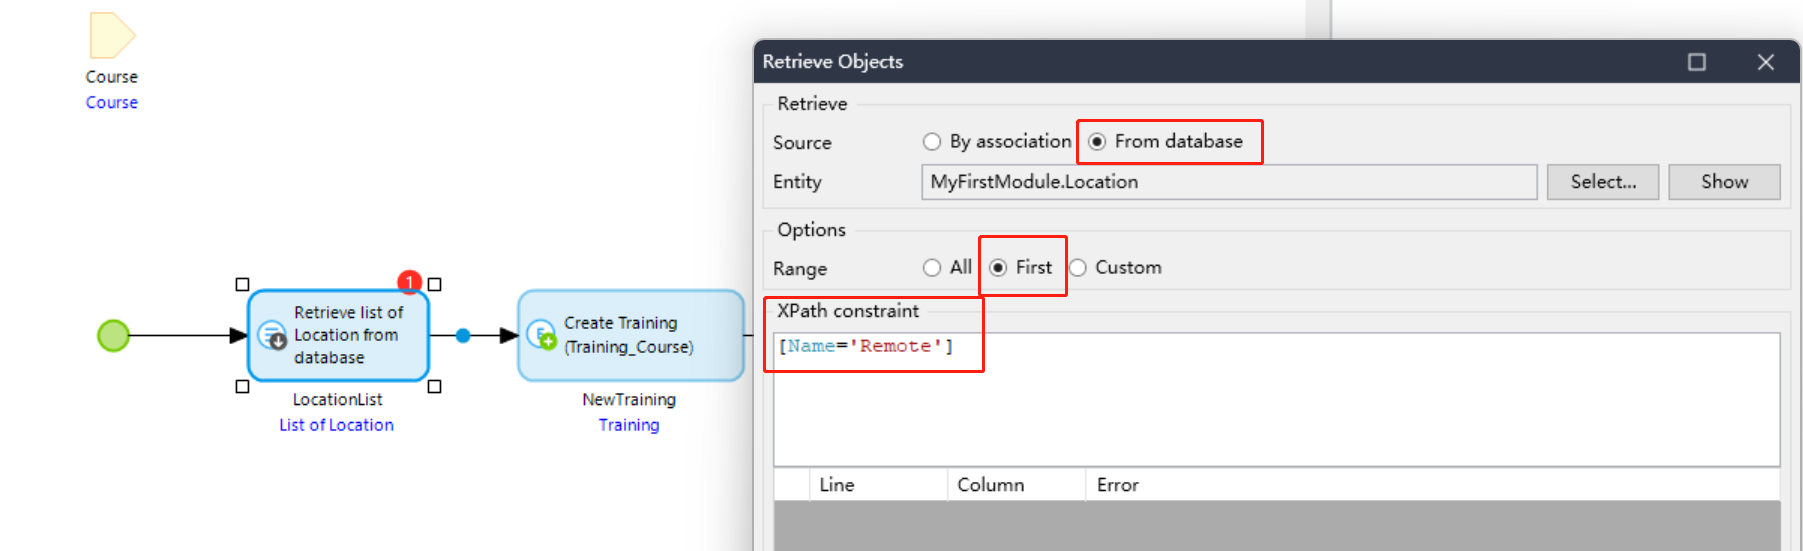 Course
Course
1
Retrieve list of
Location from
database
LocationList
List of Location
Create Training
(Training_Course)
NewTraining
Training
Retrieve Objects
Retrieve
Source By association From database
Entity MyFirstModule.Location Select... Show
Options
Range All First Custom
XPath constraint
[Name='Remote']
Line Column Error